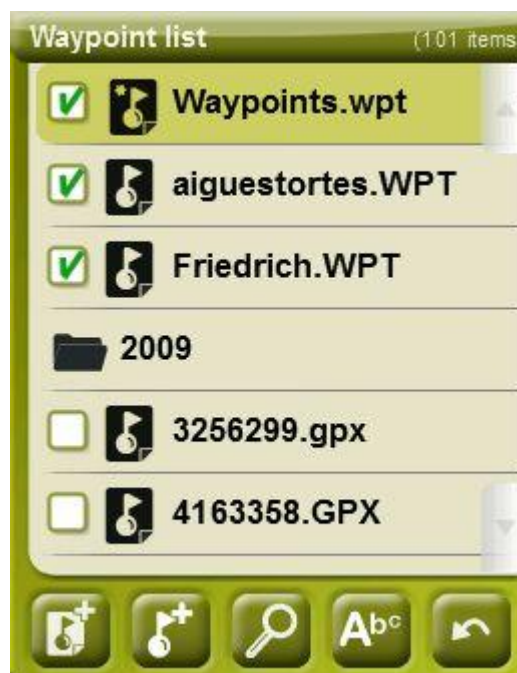 Waypoint list
(101 items
Waypoints.wpt
aiguestortes.WPT
Friedrich.WPT
2009
3256299.gpx
4163358.GPX
Abc